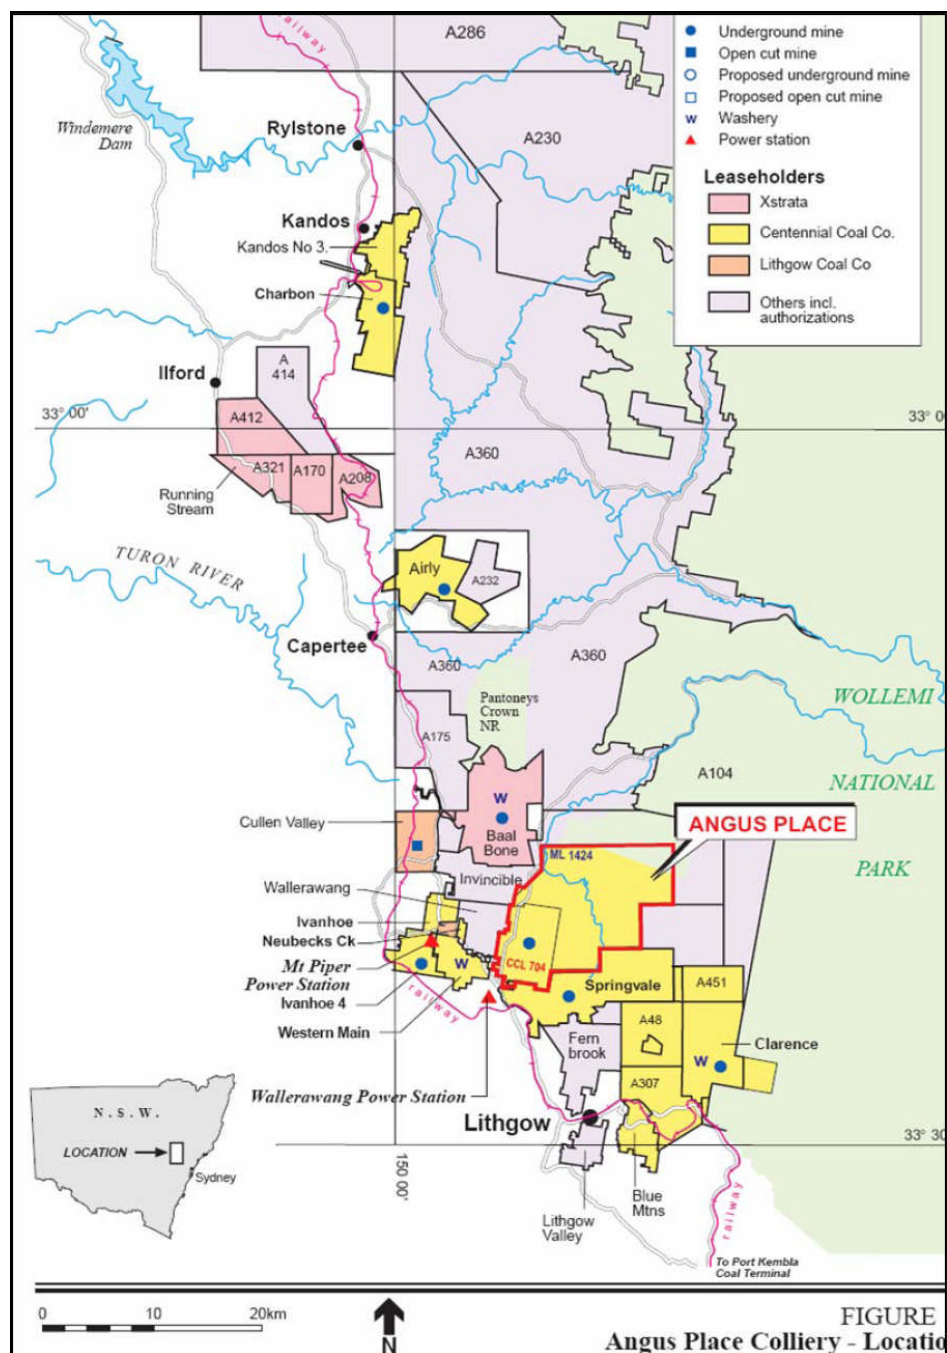 railway
A286
Underground mine
Open cut mine
Proposed underground mine
Proposed open cut mine
W Washery
Power station
Leaseholders
Xstrata
Centennial Coal Co.
Lithgow Coal Co
Others incl.
authorizations
Windemere
Dam
Rylstone
A230
Kandos
Kandos No 3.
Charbon
Ilford
A
414
33° 00'
33° 00
A412
A321
A170
A208
A360
Running
Stream
TURON RIVER
Airly
A232
Capertee
A360
A360
Pantoneys
Crown
NR
WOLLEMI
NATIONAL
PARK
A175
A104
W
Baal
Bone
Cullen Valley
ANGUS PLACE
ML 1424
Invincible
Wallerawang
Ivanhoe
Neubecks Ck
Mt Piper
Power Station
Ivanhoe 4
W
CCL 704
Springvale
A451
railway
Western Main
A48
Fern
brook
Clarence
W
A307
Wallerawang Power Station
Lithgow
N.S.W.
LOCATION
Sydney
33° 30
150 00'
Blue
Mtns
Lithgow
Valley
railway
To Port Kembla
Coal Terminal
0 10 20km
N
FIGURE
Angus Place Colliery - Locatio